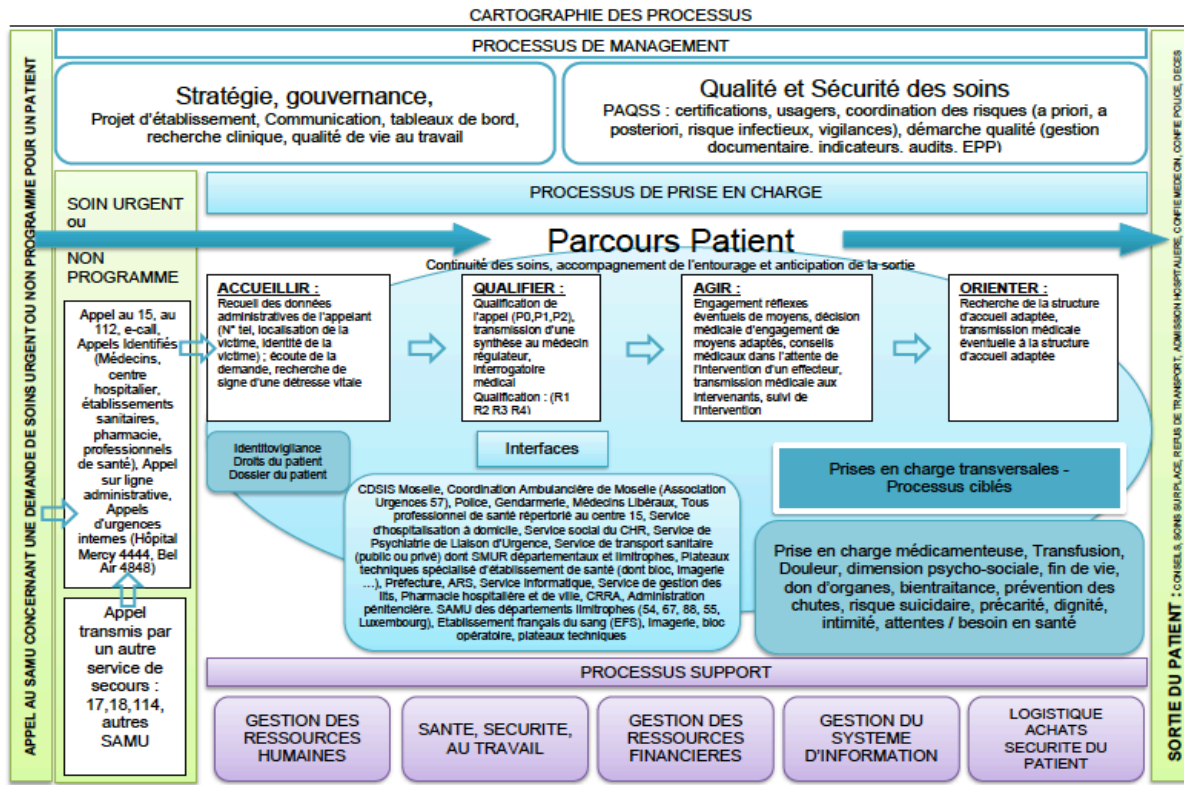 CARTOGRAPHIE DES PROCESSUS
APPEL AU SAMU CONCERNANT UNE DEMANDE DE SOINS URGENT OU NON PROGRAMME POUR UN PATIENT
PROCESSUS DE MANAGEMENT
Stratégie, gouvernance,
Projet d'établissement, Communication, tableaux de bord,
recherche clinique, qualité de vie au travail
Qualité et Sécurité des soins
PAQSS : certifications, usagers, coordination des risques (a priori, a
posteriori, risque infectieux, vigilances), démarche qualité (gestion
documentaire, indicateurs, audits, EPP)
SOIN URGENT
ou
NON
PROGRAMME
Appel au 15, au
112, e-call,
Appels Identifiés
(Médecins,
centre
hospitalier,
établissements
sanitaires,
pharmacie,
professionnels
de santé), Appel
sur ligne
administrative,
Appels
d'urgences
internes (Hôpital
Mercy 4444, Bel
Air 4848)
Appel
transmis par
un autre
service de
secours :
17,18,114,
autres
SAMU
PROCESSUS DE PRISE EN CHARGE
Parcours Patient
Continuité des soins, accompagnement de l'entourage et anticipation de la sortie
ACCUEILLIR :
Recueil des données
administratives de l'appelant
(N° tel, localisation de la
victime, identité de la
victime) ; écoute de la
demande, recherche de
signe d'une détresse vitale
QUALIFIER :
Qualification de
l'appel (P0,P1,P2),
transmission d'une
synthèse au médecin
régulateur,
Interrogatoire
médical
Qualification : (R1
R2 R3 R4)
AGIR :
Engagement réflexes
éventuels de moyens, décision
médicale d'engagement de
moyens adaptés, conseils
médicaux dans l'attente de
l'intervention d'un effecteur,
transmission médicale aux
Intervenants, suivi de
l'Intervention
ORIENTER :
Recherche de la structure
d'accueil adaptée,
transmission médicale
éventuelle à la structure
d'accueil adaptée
Identitovigilance
Droits du patient
Dossier du patient
Interfaces
CDSIS Moselle, Coordination Ambulancière de Moselle (Association
Urgences 57), Police, Gendarmerie, Médecins Libéraux, Tous
professionnel de santé répertorié au centre 15, Service
d'hospitalisation à domicile, Service social du CHR, Service de
Psychiatrie de Liaison d'Urgence, Service de transport sanitaire
(public ou privé) dont SMUR départementaux et limitrophes, Plateaux
techniques spécialisé d'établissement de santé (dont bloc, Imagerie
...), Préfecture, ARS, Service Informatique, Service de gestion des
lits, Pharmacie hospitalière et de ville, CRRA, Administration
pénitencière. SAMU des départements limitrophes (54, 67, 88, 55,
Luxembourg), Etablissement français du sang (EFS), Imagerie, bloc
opératoire, plateaux techniques
Prises en charge transversales -
Processus ciblés
Prise en charge médicamenteuse, Transfusion,
Douleur, dimension psycho-sociale, fin de vie,
don d'organes, bientraitance, prévention des
chutes, risque suicidaire, précarité, dignité,
intimité, attentes / besoin en santé
PROCESSUS SUPPORT
GESTION DES
RESSOURCES
HUMAINES
SANTE, SECURITE,
AU TRAVAIL
GESTION DES
RESSOURCES
FINANCIERES
GESTION DU
SYSTEME
D'INFORMATION
LOGISTIQUE
ACHATS
SECURITE DU
PATIENT
SORTIE DU PATIENT : CONSEILS, SOINS SUR PLACE, REFUS DE TRANSPORT, ADMISSION HOSPITALIERE, CONFIE MEDECIN, CONFIE POLICE, DECES